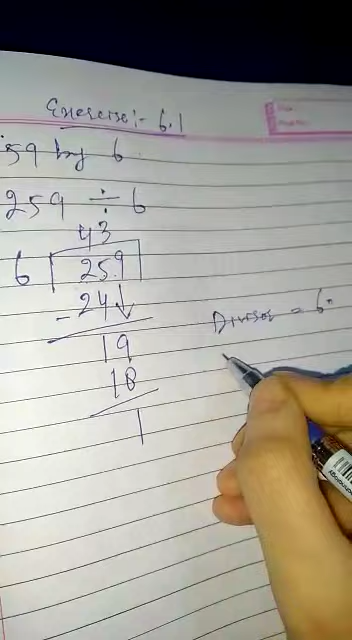 Exercise:- 6.1
59 by 6
259 ÷ 6
43
6 259
- 24
19
18
1
Divisor = 6